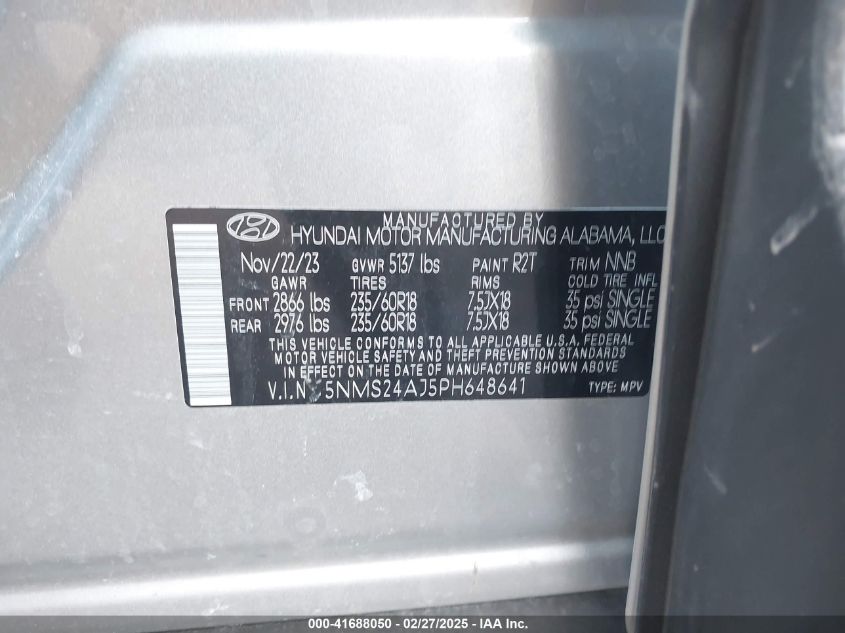 MANUFACTURED BY
HYUNDAI MOTOR MANUFACTURING ALABAMA, LLC
Nov/22/23 GVWR 5137 lbs PAINT R2T TRIM NNB
GAWR TIRES RIMS COLD TIRE INFL
FRONT 2866 lbs 235/60R18 7.5JX18 35 psi SINGLE
REAR 2976 lbs 235/60R18 7.5JX18 35 psi SINGLE
THIS VEHICLE CONFORMS TO ALL APPLICABLE U.S.A. FEDERAL
MOTOR VEHICLE SAFETY, BUMPER, AND THEFT PREVENTION STANDARDS
IN EFFECT ON THE DATE OF MANUFACTURE SHOWN ABOVE.
V.I.N : 5NMS24AJ5PH648641 TYPE: MPV
000-41688050 - 02/27/2025 - IAA Inc.